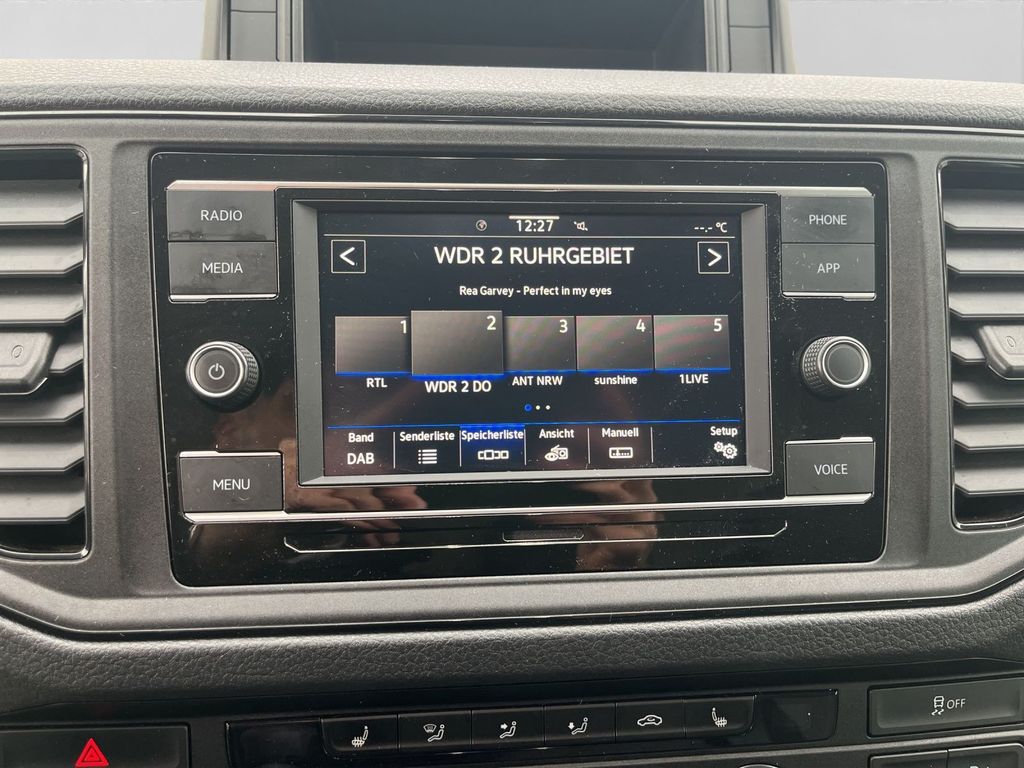 RADIO
MEDIA
MENU
PHONE
APP
VOICE
12:27
--,- °C
< WDR 2 RUHRGEBIET >
Rea Garvey - Perfect in my eyes
1 2 3 4 5
RTL WDR 2 DO ANT NRW sunshine 1LIVE
Band Senderliste Speicherliste Ansicht Manuell Setup
DAB
OFF